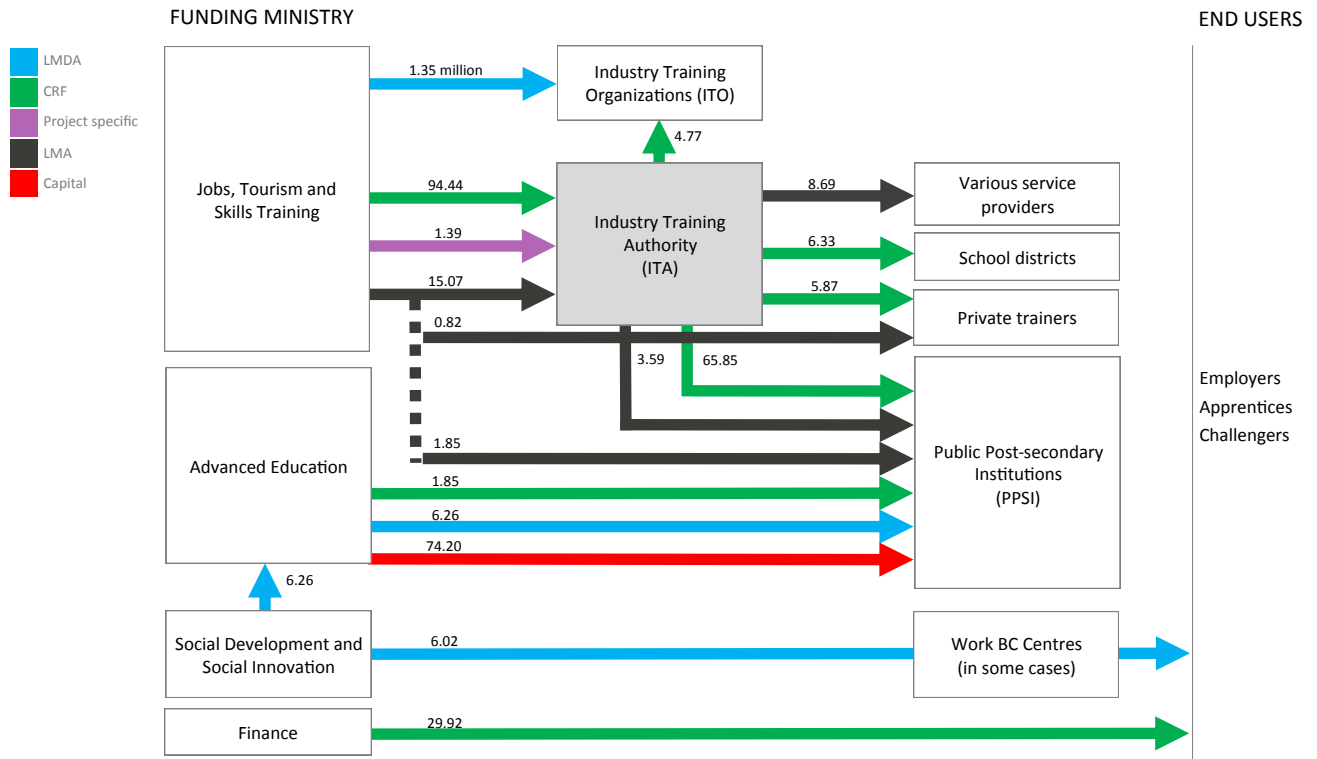 FUNDING MINISTRY
END USERS
LMDA
CRF
Project specific
LMA
Capital
Jobs, Tourism and
Skills Training
1.35 million
Industry Training
Organizations (ITO)
4.77
94.44
1.39
15.07
Industry Training
Authority
(ITA)
8.69
Various service
providers
6.33
School districts
5.87
Private trainers
0.82
3.59
65.85
Advanced Education
1.85
1.85
6.26
74.20
Public Post-secondary
Institutions
(PPSI)
Employers
Apprentices
Challengers
6.26
Social Development and
Social Innovation
6.02
Work BC Centres
(in some cases)
Finance
29.92